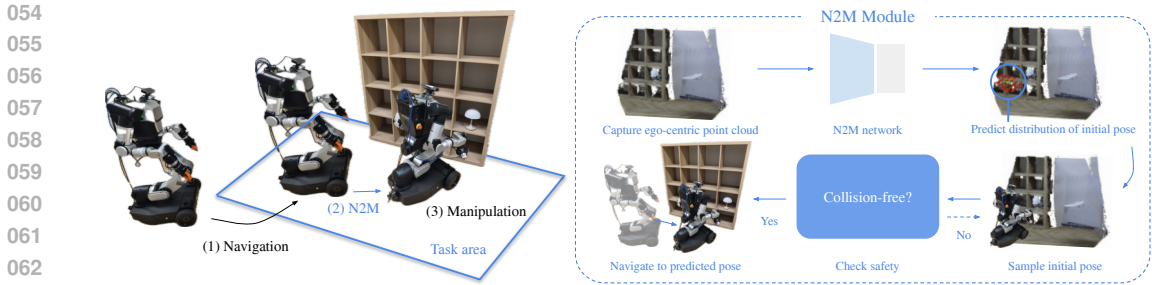 054
055
056
057
058
059
060
061
062
(1) Navigation
(2) N2M
(3) Manipulation
Task area
N2M Module
Capture ego-centric point cloud
N2M network
Predict distribution of initial pose
Collision-free?
Yes
No
Navigate to predicted pose
Check safety
Sample initial pose